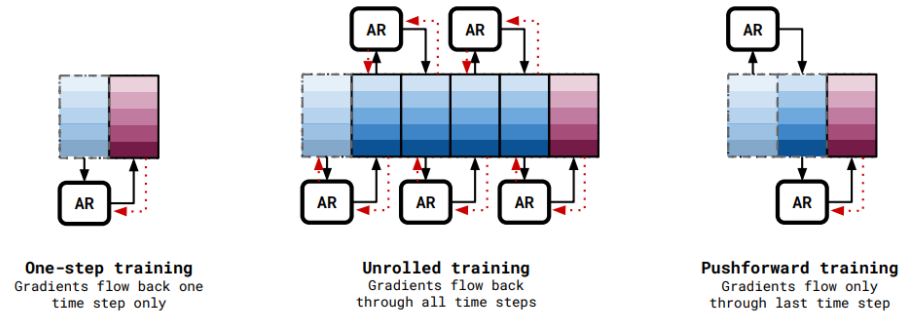 AR
AR
AR
AR
AR
AR
AR
AR
One-step training
Gradients flow back one
time step only
Unrolled training
Gradients flow back
through all time steps
Pushforward training
Gradients flow only
through last time step